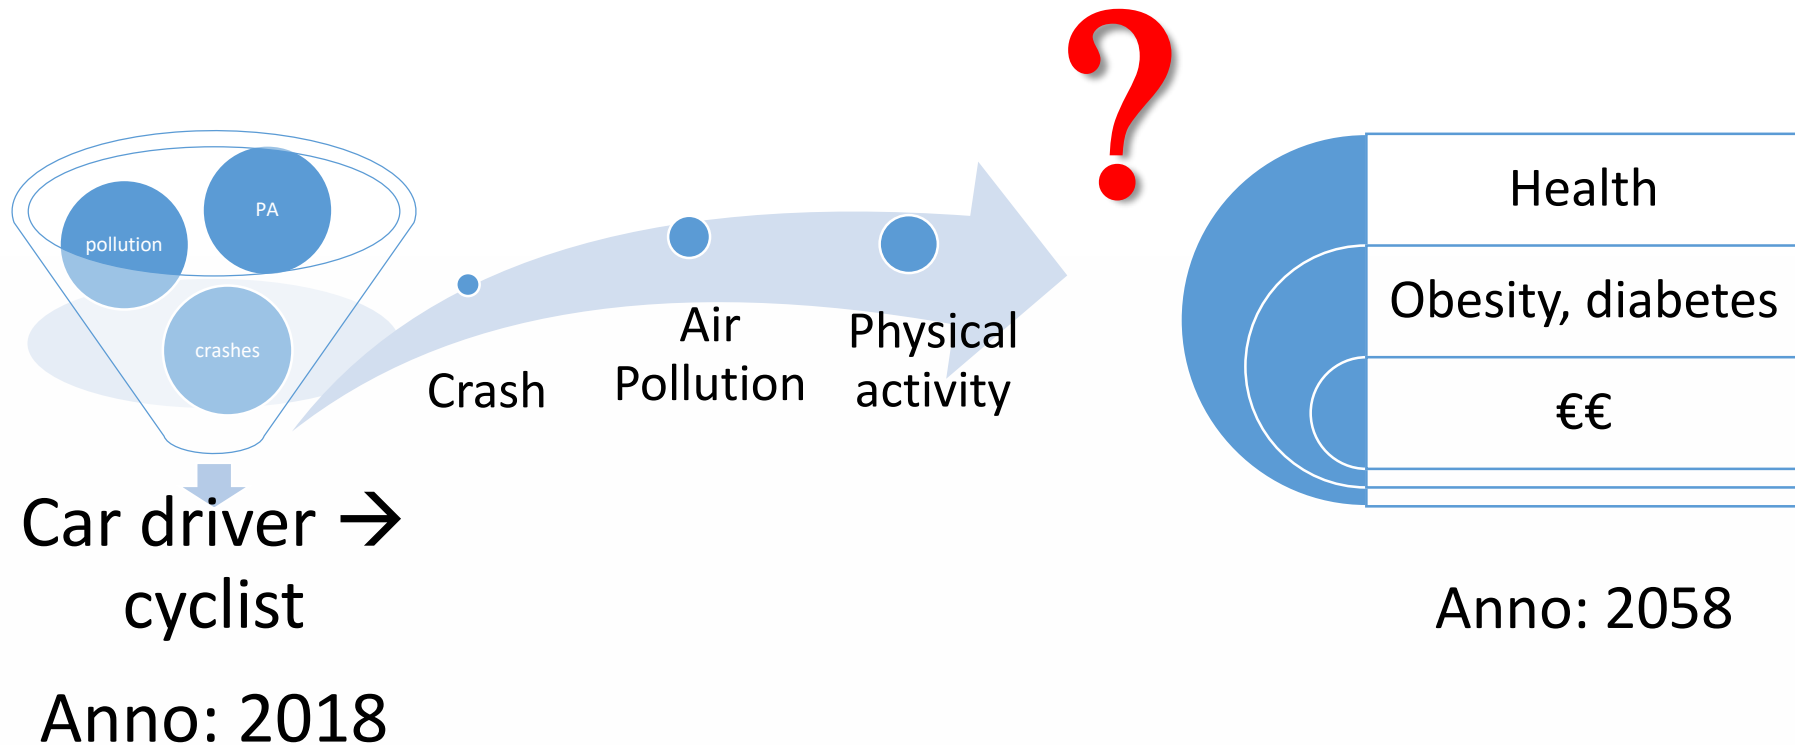 PA
pollution
crashes
Car driver →
cyclist
Anno: 2018
Crash
Air
Pollution
Physical
activity
?
Health
Obesity, diabetes
€€
Anno: 2058